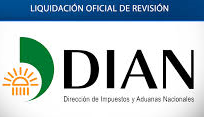 LIQUIDACIÓN OFICIAL DE REVISIÓN
DIAN
Dirección de Impuestos y Aduanas Nacionales